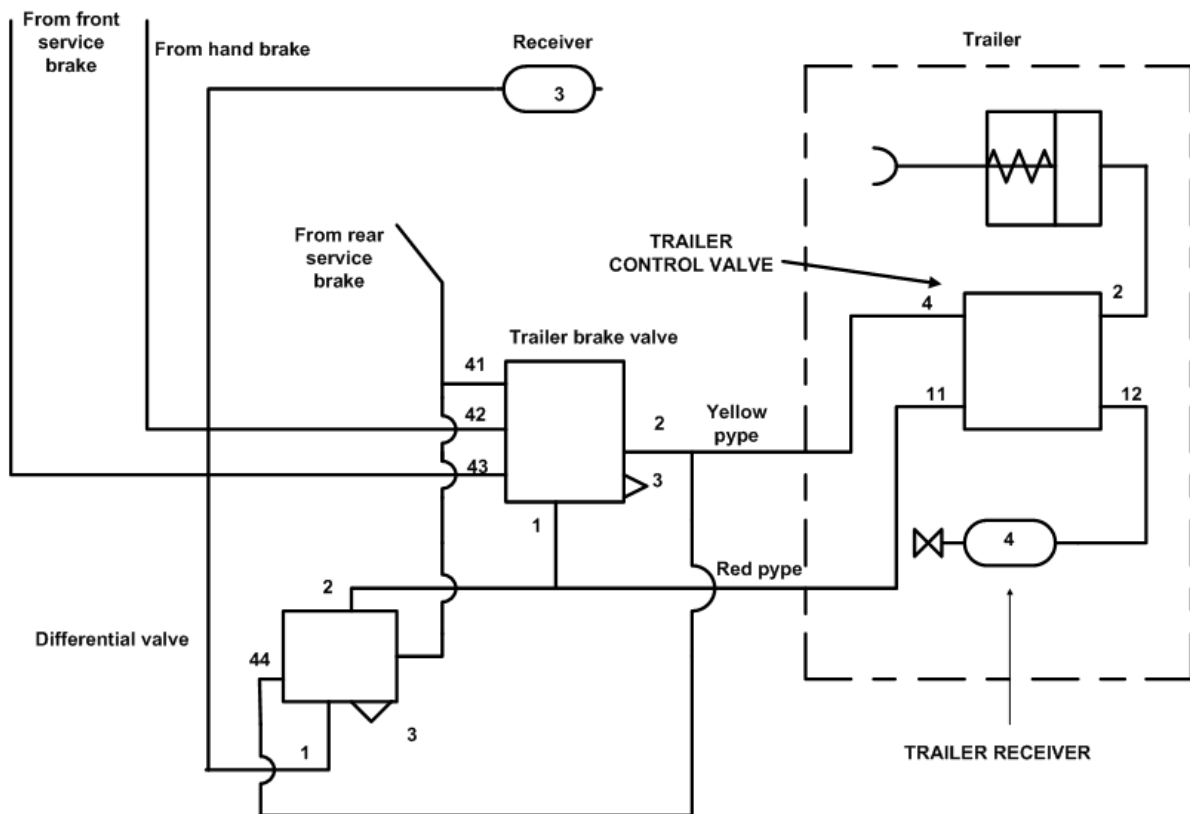 From front
service
brake
From hand brake
Receiver
3
Trailer
From rear
service
brake
TRAILER
CONTROL VALVE
4
2
Trailer brake valve
41
42
43
2
3
1
Yellow
pype
11
12
4
Red pype
2
Differential valve
44
1
3
TRAILER RECEIVER